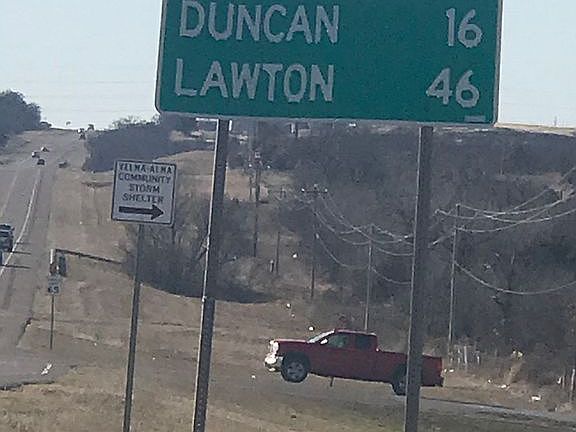 DUNCAN 16
LAWTON 46
VELMA-ALMA
COMMUNITY
STORM
SHELTER